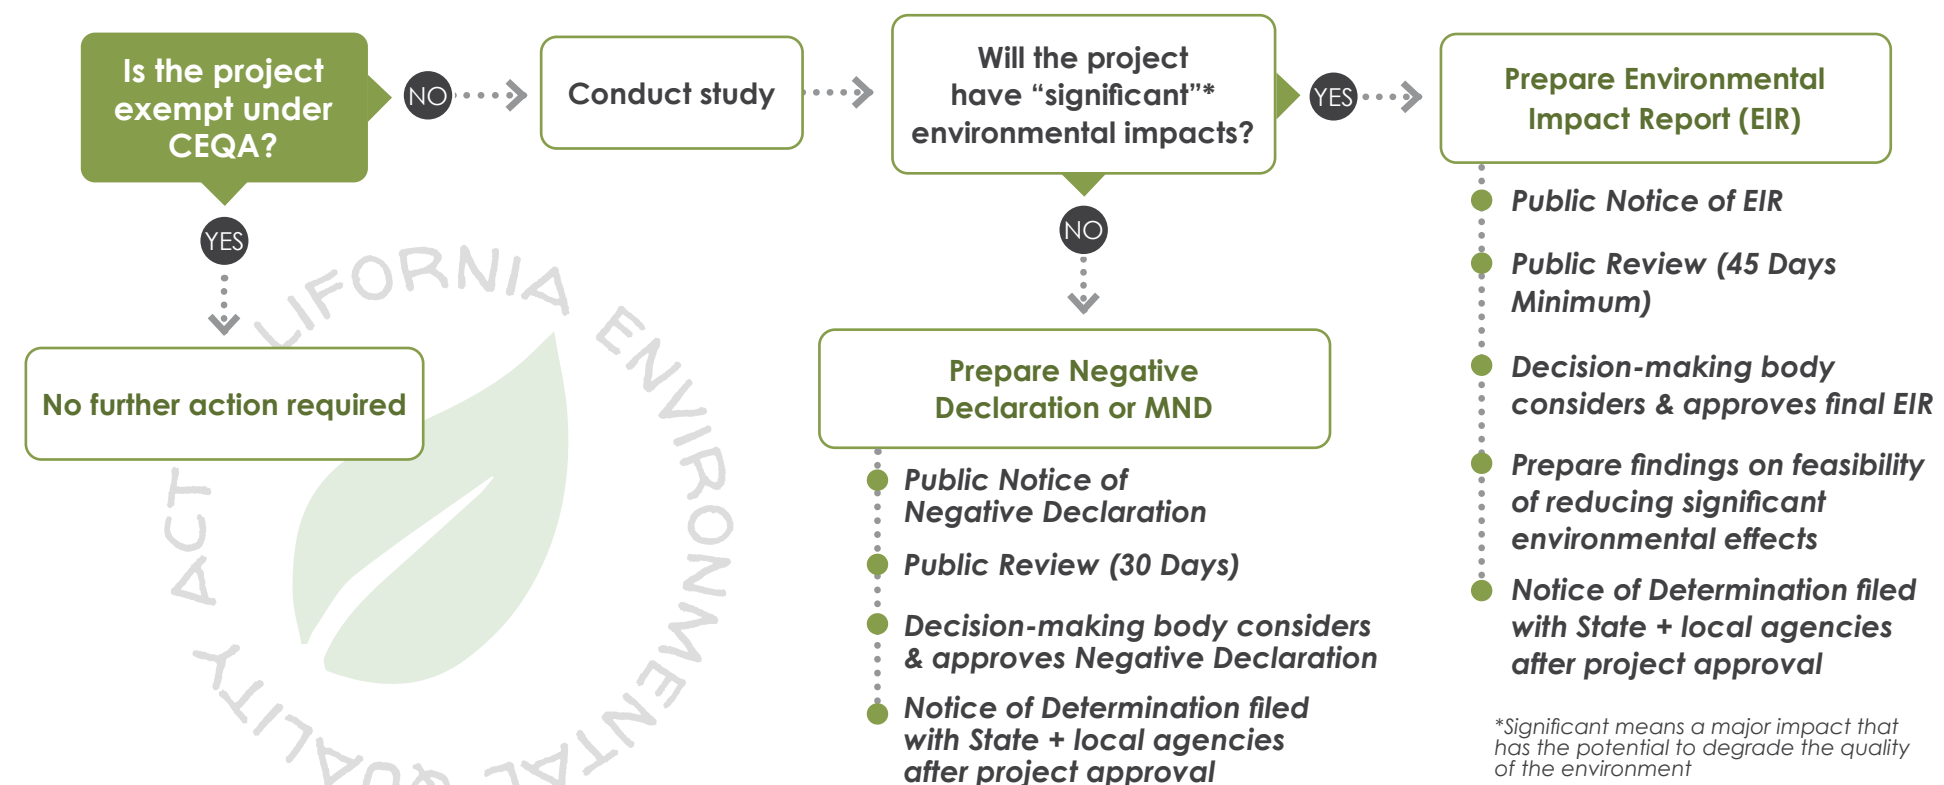 Is the project
exempt under
CEQA?
NO
YES
No further action required
Conduct study
Will the project
have “significant”*
environmental impacts?
YES
NO
Prepare Negative
Declaration or MND
Public Notice of
Negative Declaration
Public Review (30 Days)
Decision-making body considers
& approves Negative Declaration
Notice of Determination filed
with State + local agencies
after project approval
Prepare Environmental
Impact Report (EIR)
Public Notice of EIR
Public Review (45 Days
Minimum)
Decision-making body
considers & approves final EIR
Prepare findings on feasibility
of reducing significant
environmental effects
Notice of Determination filed
with State + local agencies
after project approval
*Significant means a major impact that
has the potential to degrade the quality
of the environment
LIFORNIA ENVIRONMENTAL QUALITY ACT